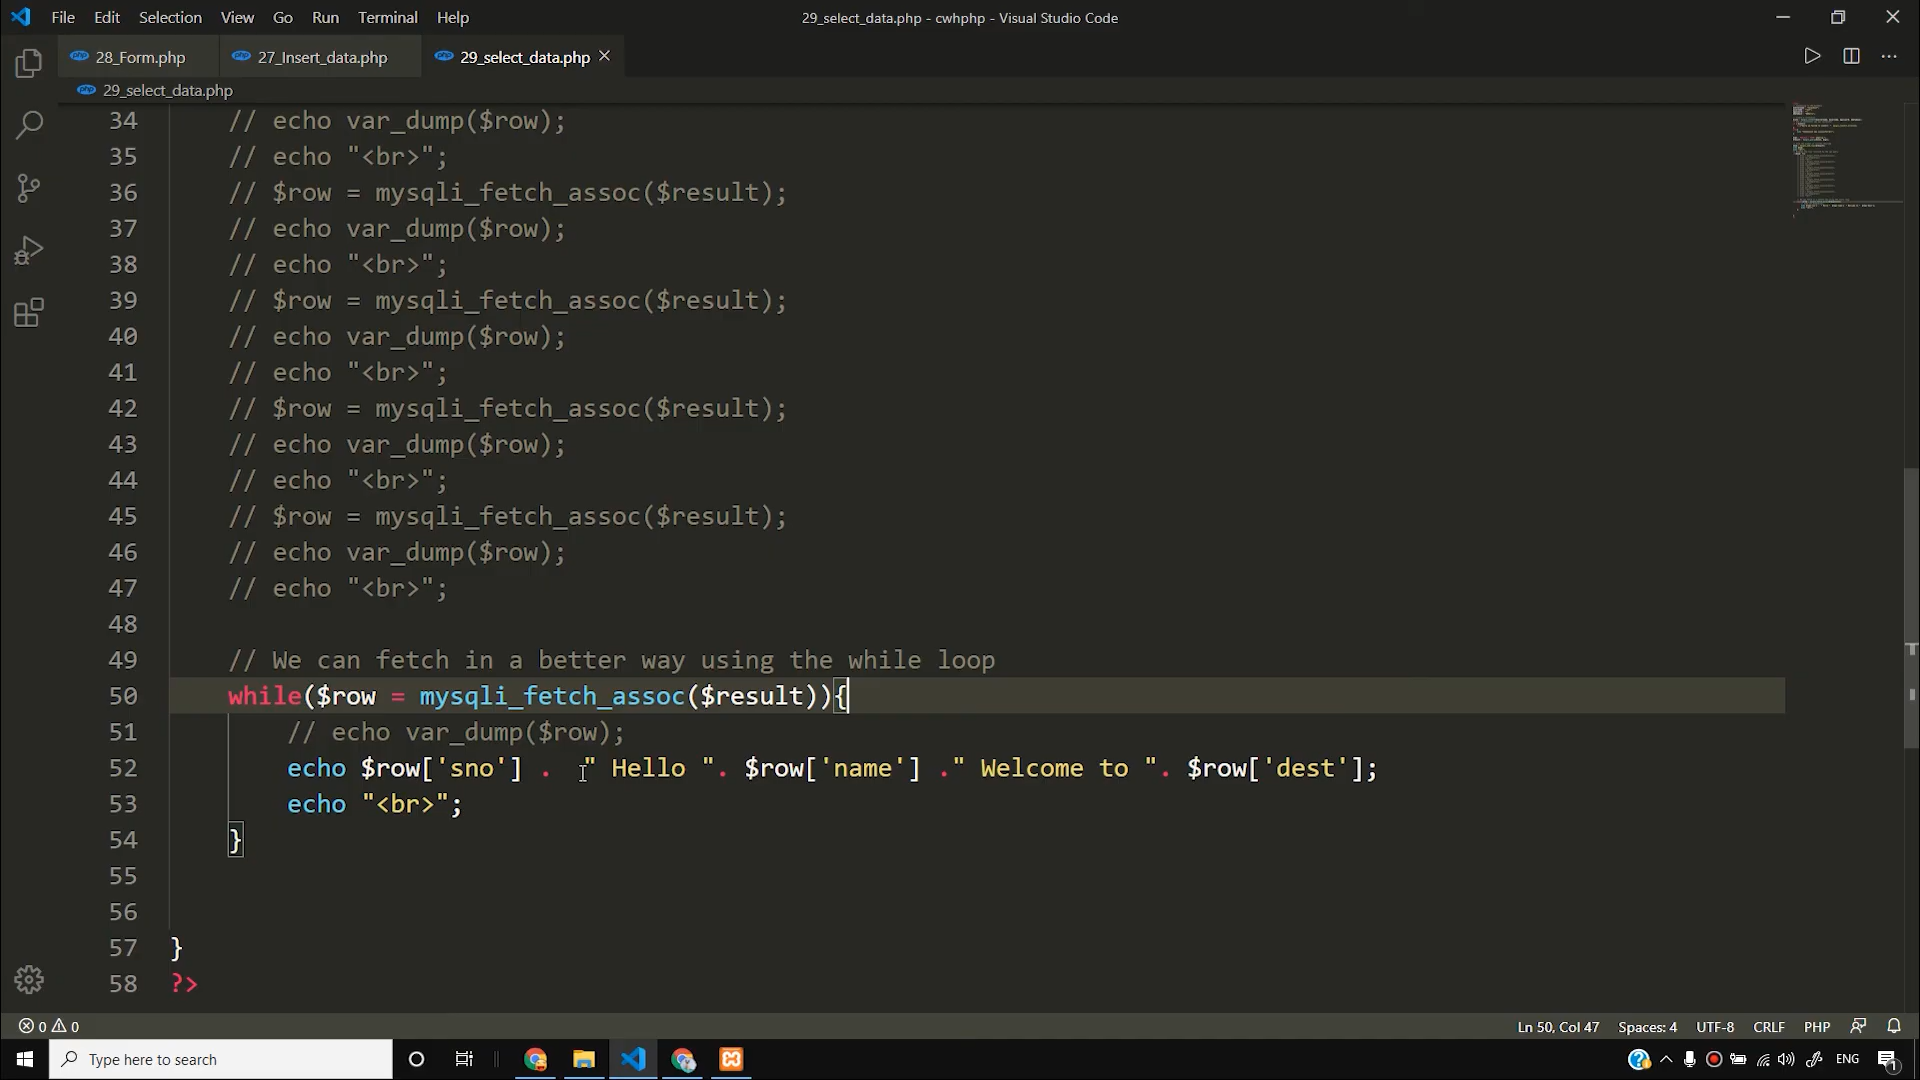 File Edit Selection View Go Run Terminal Help
29_select_data.php - cwhphp - Visual Studio Code
28_Form.php 27_Insert_data.php 29_select_data.php
29_select_data.php
34 // echo var_dump($row);
35 // echo "<br>";
36 // $row = mysqli_fetch_assoc($result);
37 // echo var_dump($row);
38 // echo "<br>";
39 // $row = mysqli_fetch_assoc($result);
40 // echo var_dump($row);
41 // echo "<br>";
42 // $row = mysqli_fetch_assoc($result);
43 // echo var_dump($row);
44 // echo "<br>";
45 // $row = mysqli_fetch_assoc($result);
46 // echo var_dump($row);
47 // echo "<br>";
48
49 // We can fetch in a better way using the while loop
50 while($row = mysqli_fetch_assoc($result)){
51 // echo var_dump($row);
52 echo $row['sno'] .  " Hello ". $row['name'] ." Welcome to ". $row['dest'];
53 echo "<br>";
54 }
55
56
57 }
58 ?>
0 0 Ln 50, Col 47 Spaces: 4 UTF-8 CRLF PHP
Type here to search ENG 1